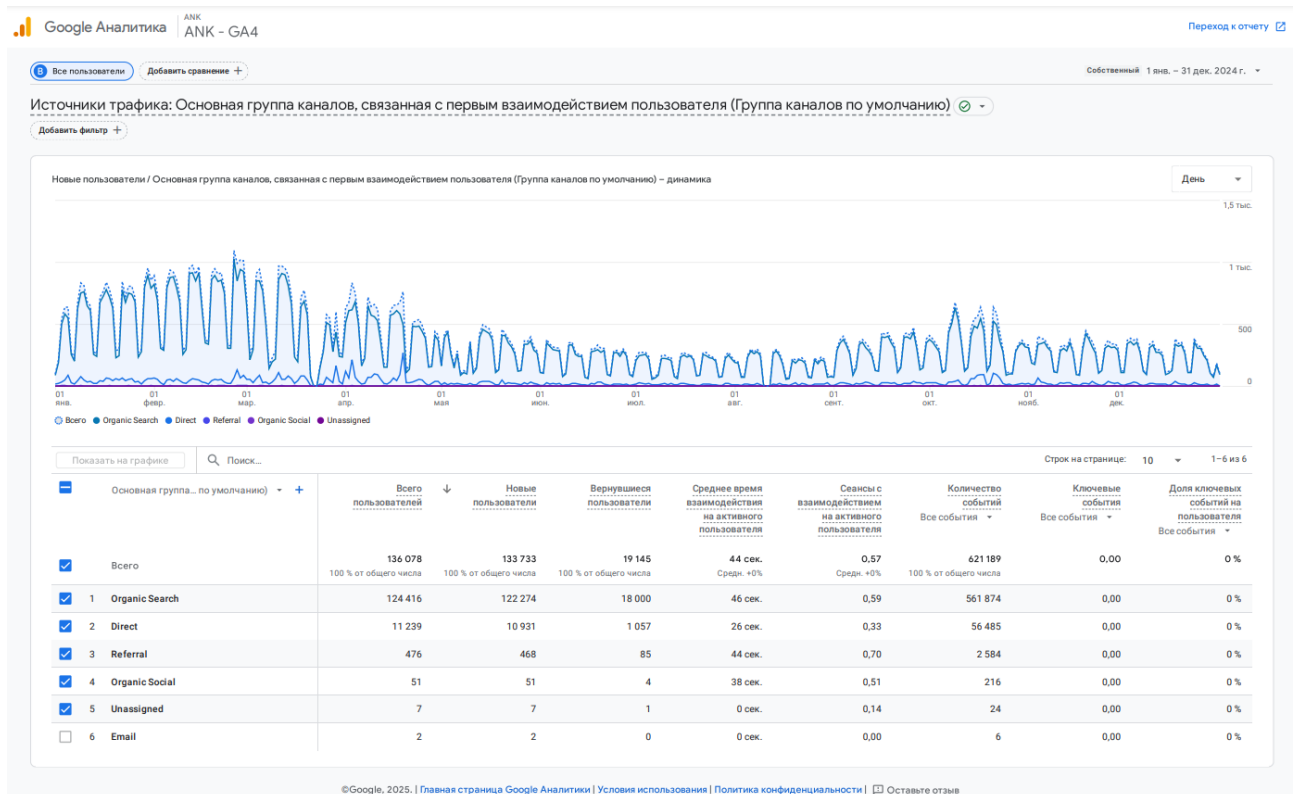 ANK
Google Аналитика
ANK - GA4
Переход к отчету
В Все пользователи
Добавить сравнение +
Собственный 1 янв. – 31 дек. 2024 г.
Источники трафика: Основная группа каналов, связанная с первым взаимодействием пользователя (Группа каналов по умолчанию)
Добавить фильтр +
Новые пользователи / Основная группа каналов, связанная с первым взаимодействием пользователя (Группа каналов по умолчанию) – динамика
День
1,5 тыс.
1 тыс.
500
0
01 янв.
01 февр.
01 мар.
01 апр.
01 мая
01 июн.
01 июл.
01 авг.
01 сент.
01 окт.
01 нояб.
01 дек.
Всего Organic Search Direct Referral Organic Social Unassigned
Показать на графике
Поиск...
Строк на странице: 10 1–6 из 6
Основная группа... по умолчанию) +
Всего пользователей
Новые пользователи
Вернувшиеся пользователи
Среднее время взаимодействия на активного пользователя
Сеансы с взаимодействием на активного пользователя
Количество событий
Все события
Ключевые события
Все события
Доля ключевых событий на пользователя
Все события
Всего 136 078 133 733 19 145 44 сек. 0,57 621 189 0,00 0 %
100 % от общего числа 100 % от общего числа 100 % от общего числа Средн. +0% Средн. +0% 100 % от общего числа
1 Organic Search 124 416 122 274 18 000 46 сек. 0,59 561 874 0,00 0 %
2 Direct 11 239 10 931 1 057 26 сек. 0,33 56 485 0,00 0 %
3 Referral 476 468 85 44 сек. 0,70 2 584 0,00 0 %
4 Organic Social 51 51 4 38 сек. 0,51 216 0,00 0 %
5 Unassigned 7 7 1 0 сек. 0,14 24 0,00 0 %
6 Email 2 2 0 0 сек. 0,00 6 0,00 0 %
©Google, 2025. | Главная страница Google Аналитики | Условия использования | Политика конфиденциальности | Оставьте отзыв